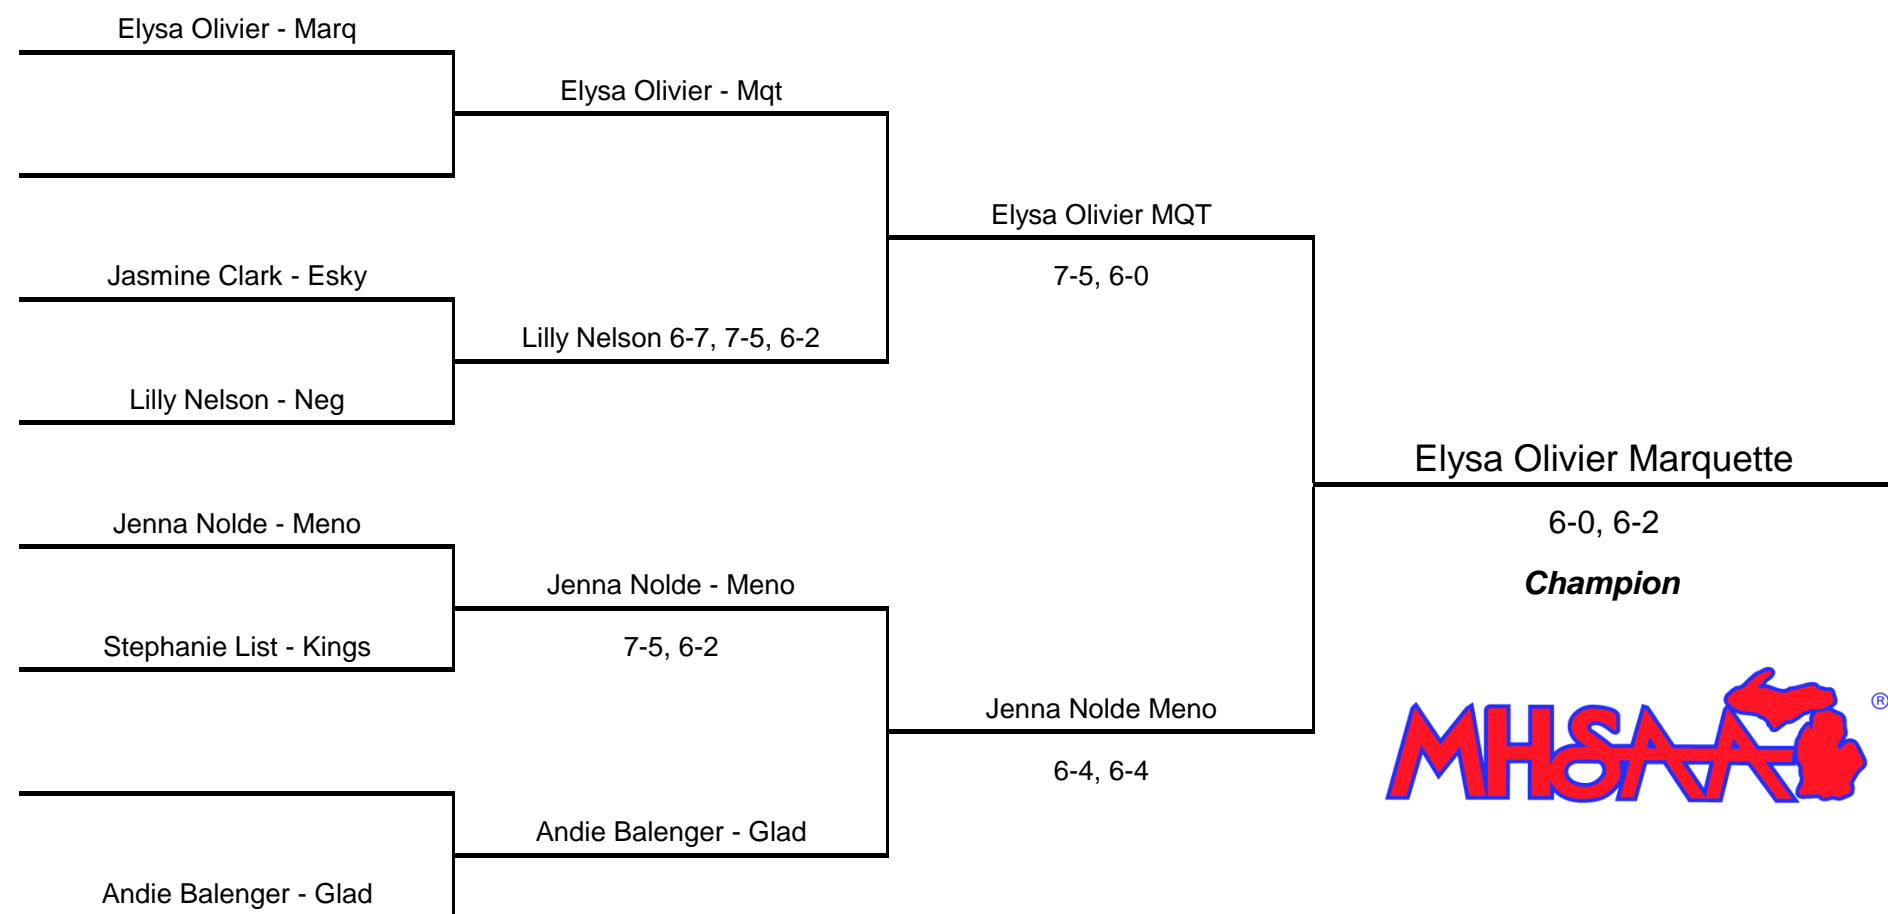 Elysa Olivier - Marq
Elysa Olivier - Mqt
Elysa Olivier MQT
Jasmine Clark - Esky
7-5, 6-0
Lilly Nelson 6-7, 7-5, 6-2
Lilly Nelson - Neg
Elysa Olivier Marquette
Jenna Nolde - Meno
6-0, 6-2
Jenna Nolde - Meno
Champion
Stephanie List - Kings
7-5, 6-2
Jenna Nolde Meno
MHSAA ®
6-4, 6-4
Andie Balenger - Glad
Andie Balenger - Glad